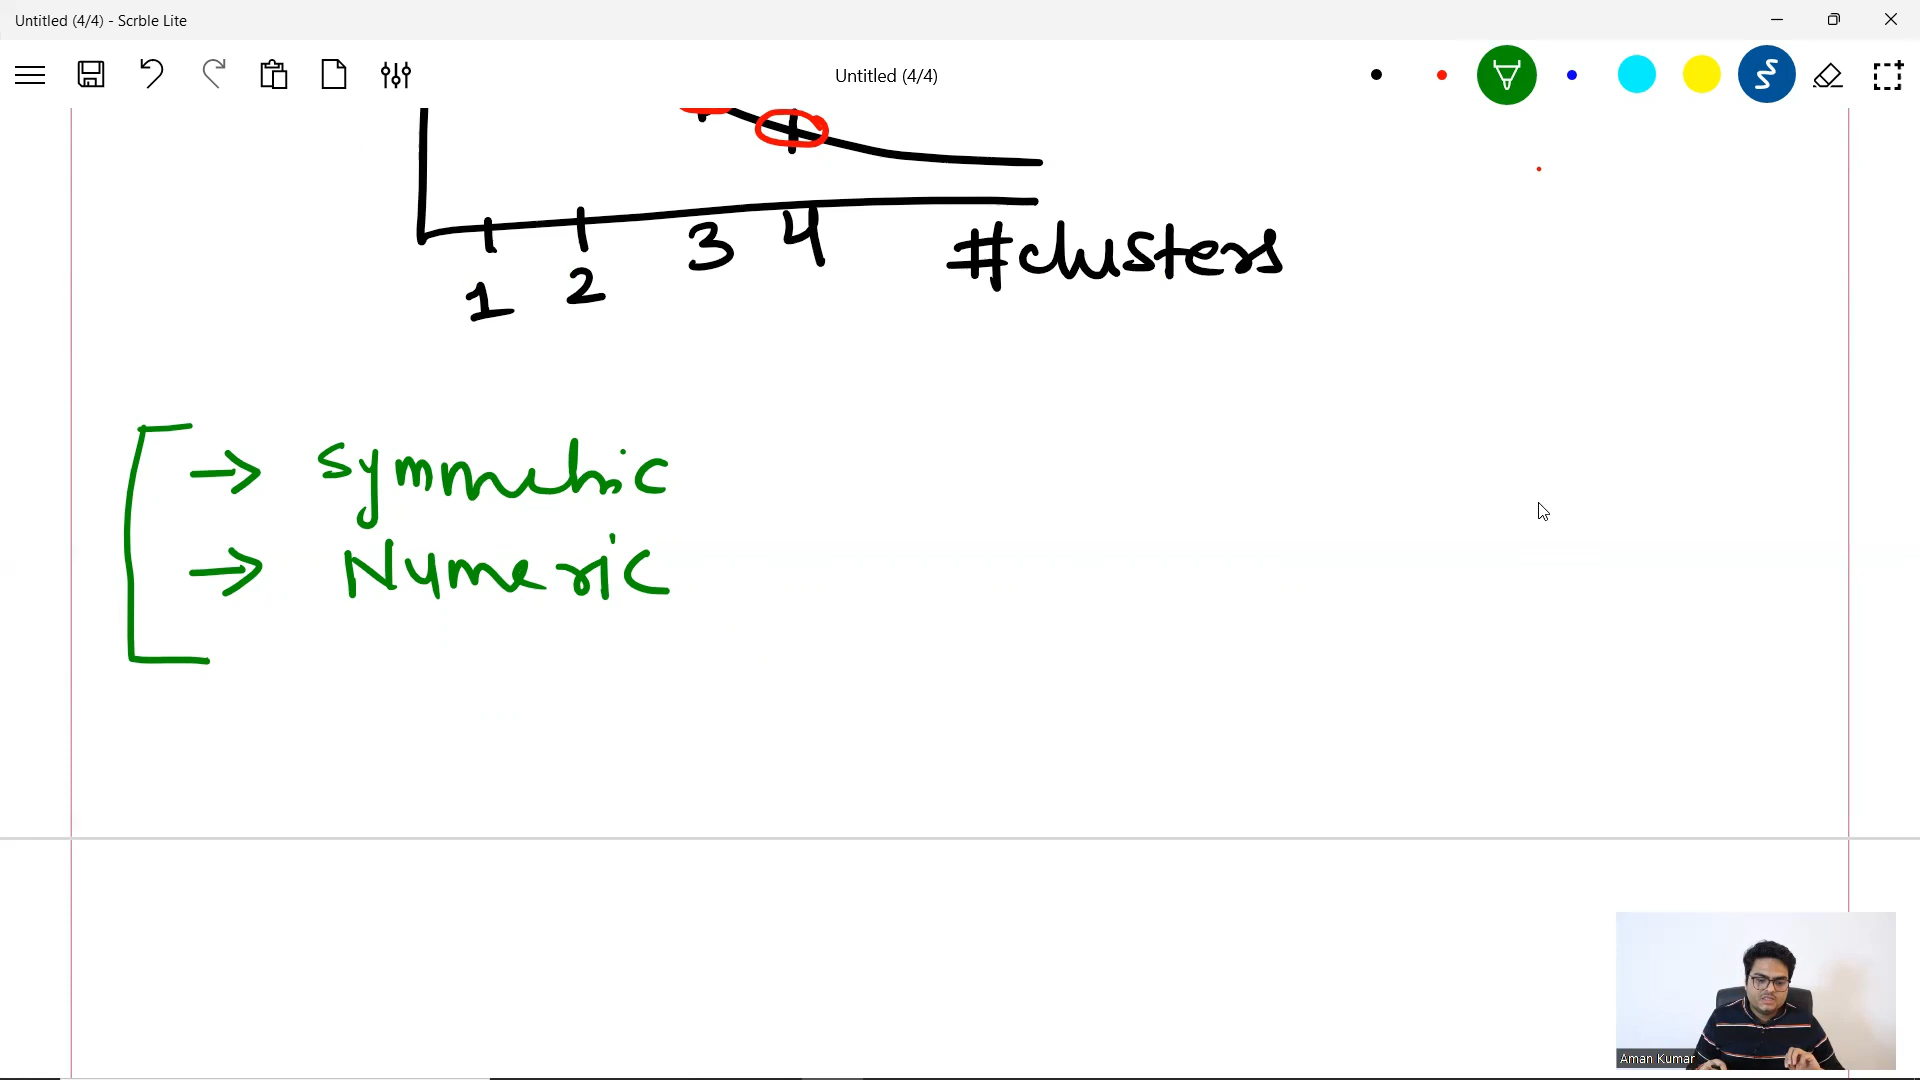 Untitled (4/4) - Scrble Lite
Untitled (4/4)
1 2 3 4 #clusters
→ Symmetric
→ Numeric
Aman Kumar